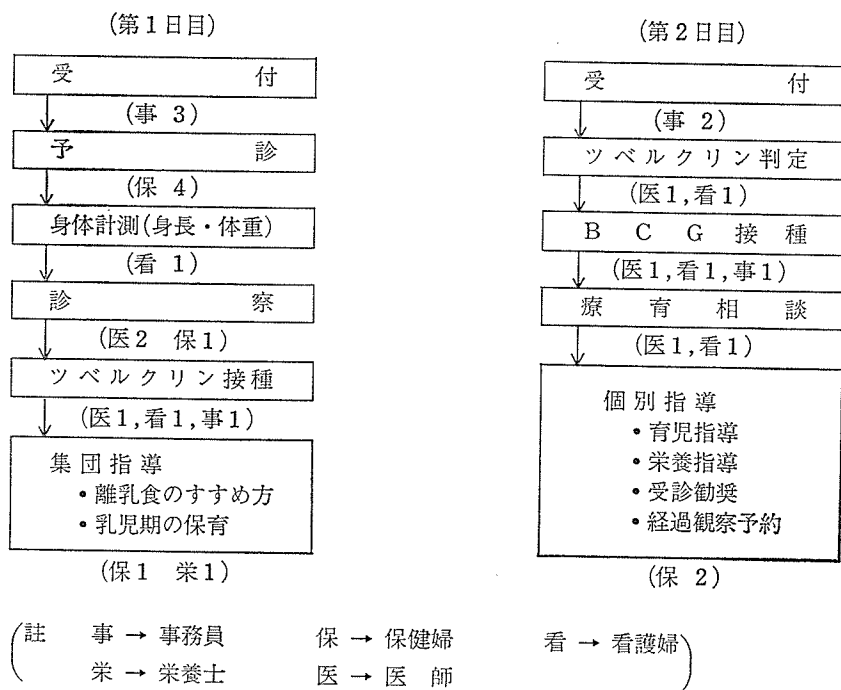 (第1日目)
受付
(事 3)
予診
(保 4)
身体計測(身長・体重)
(看 1)
診察
(医2 保1)
ツベルクリン接種
(医1,看1,事1)
集団指導
•離乳食のすすめ方
•乳児期の保育
(保1 栄1)
(第2日目)
受付
(事 2)
ツベルクリン判定
(医1,看1)
BCG接種
(医1,看1,事1)
療育相談
(医1,看1)
個別指導
•育児指導
•栄養指導
•受診勧奨
•経過観察予約
(保 2)
(註 事→事務員 保→保健婦 看→看護婦)
栄→栄養士 医→医師